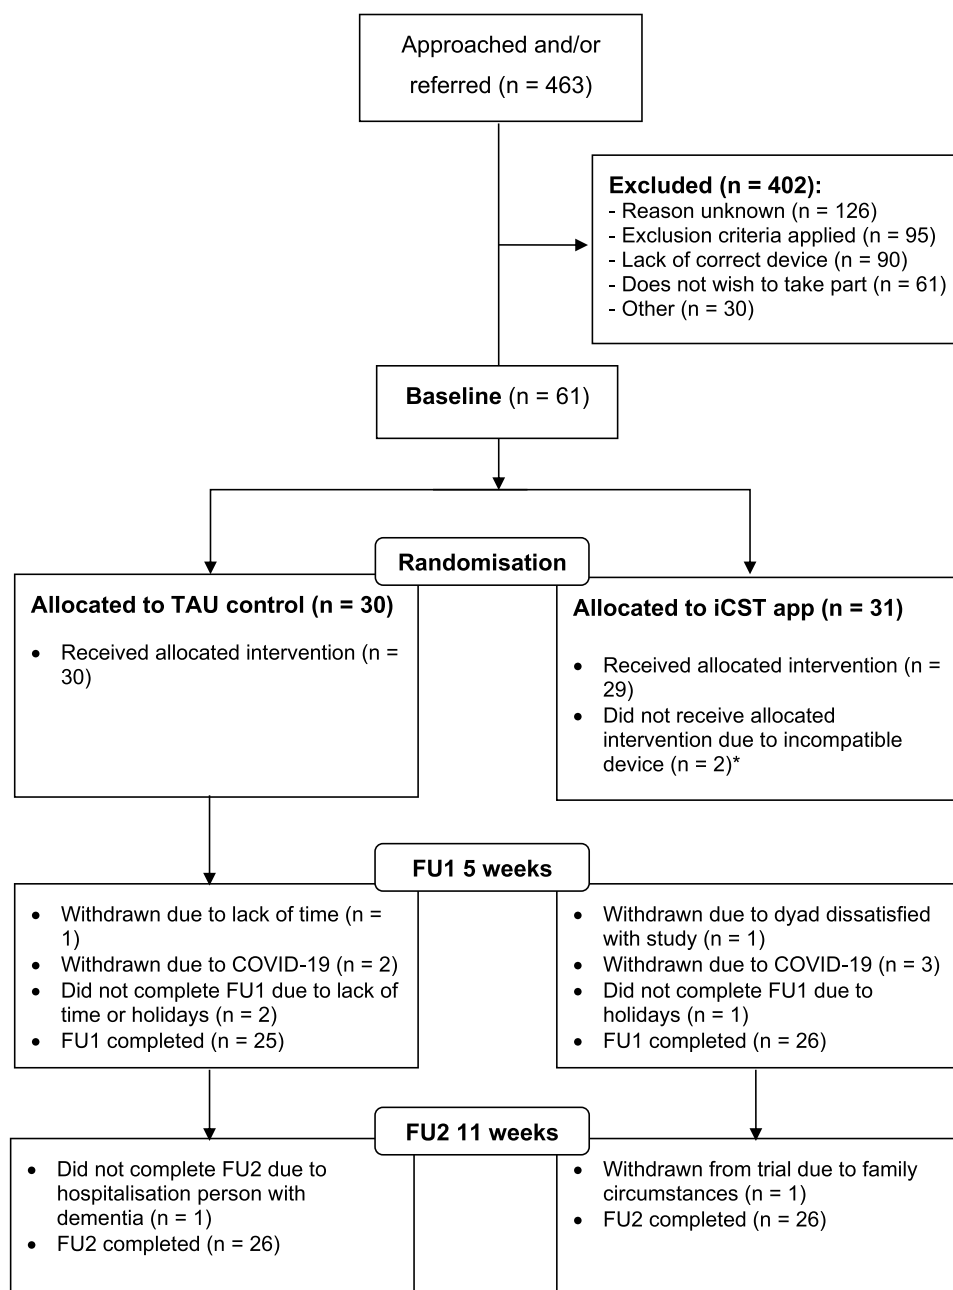 Approached and/or
referred (n = 463)
Excluded (n = 402):
- Reason unknown (n = 126)
- Exclusion criteria applied (n = 95)
- Lack of correct device (n = 90)
- Does not wish to take part (n = 61)
- Other (n = 30)
Baseline (n = 61)
Randomisation
Allocated to TAU control (n = 30)
• Received allocated intervention (n =
30)
Allocated to iCST app (n = 31)
• Received allocated intervention (n =
29)
• Did not receive allocated
intervention due to incompatible
device (n = 2)*
FU1 5 weeks
• Withdrawn due to lack of time (n =
1)
• Withdrawn due to COVID-19 (n = 2)
• Did not complete FU1 due to lack of
time or holidays (n = 2)
• FU1 completed (n = 25)
• Withdrawn due to dyad dissatisfied
with study (n = 1)
• Withdrawn due to COVID-19 (n = 3)
• Did not complete FU1 due to
holidays (n = 1)
• FU1 completed (n = 26)
FU2 11 weeks
• Did not complete FU2 due to
hospitalisation person with
dementia (n = 1)
• FU2 completed (n = 26)
• Withdrawn from trial due to family
circumstances (n = 1)
• FU2 completed (n = 26)